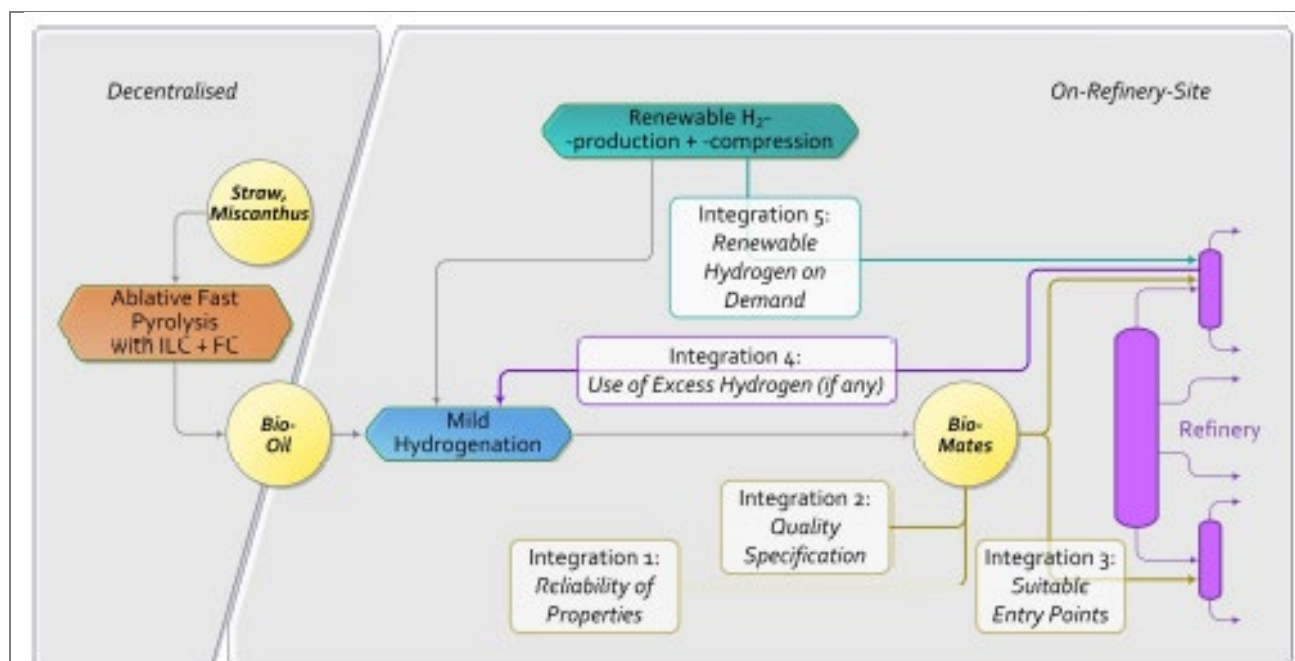 Decentralised
On-Refinery-Site
Renewable H₂-
-production + -compression
Straw,
Miscanthus
Integration 5:
Renewable
Hydrogen on
Demand
Ablative Fast
Pyrolysis
with ILC + FC
Integration 4:
Use of Excess Hydrogen (if any)
Bio-
Oil
Mild
Hydrogenation
Bio-
Mates
Refinery
Integration 2:
Quality
Specification
Integration 1:
Reliability of
Properties
Integration 3:
Suitable
Entry Points